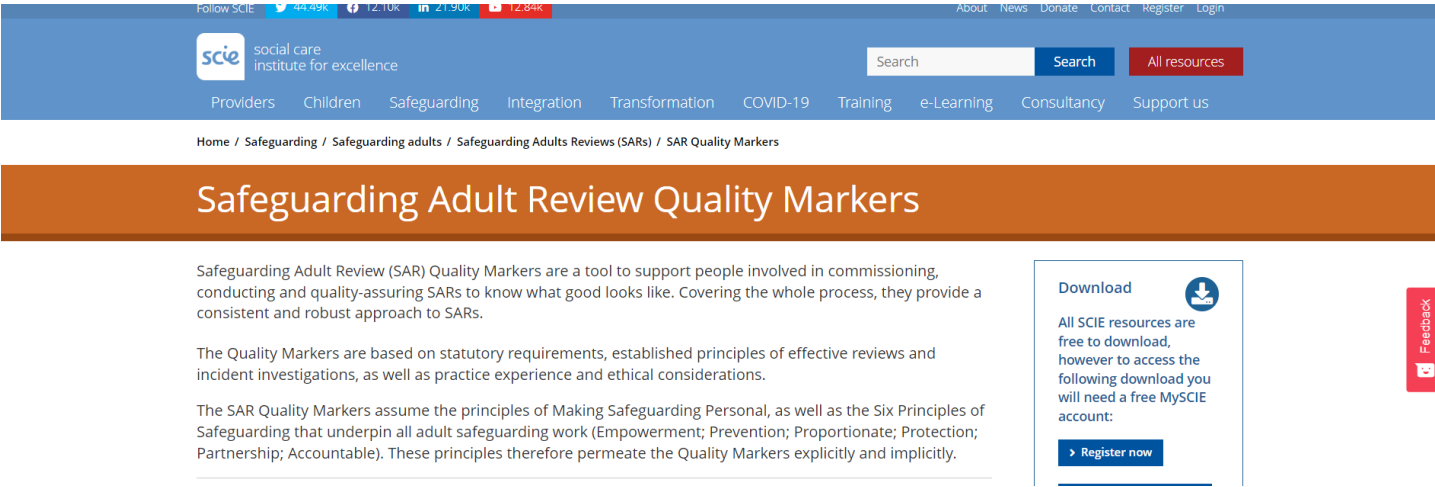 Follow SCIE 44.49K 12.10K in 21.90K 12.84K About News Donate Contact Register Login
scie social care
institute for excellence
Search Search All resources
Providers Children Safeguarding Integration Transformation COVID-19 Training e-Learning Consultancy Support us
Home / Safeguarding / Safeguarding adults / Safeguarding Adults Reviews (SARs) / SAR Quality Markers
Safeguarding Adult Review Quality Markers
Safeguarding Adult Review (SAR) Quality Markers are a tool to support people involved in commissioning,
conducting and quality-assuring SARs to know what good looks like. Covering the whole process, they provide a
consistent and robust approach to SARs.
The Quality Markers are based on statutory requirements, established principles of effective reviews and
incident investigations, as well as practice experience and ethical considerations.
The SAR Quality Markers assume the principles of Making Safeguarding Personal, as well as the Six Principles of
Safeguarding that underpin all adult safeguarding work (Empowerment; Prevention; Proportionate; Protection;
Partnership; Accountable). These principles therefore permeate the Quality Markers explicitly and implicitly.
Download
All SCIE resources are
free to download,
however to access the
following download you
will need a free MySCIE
account:
Register now
Feedback